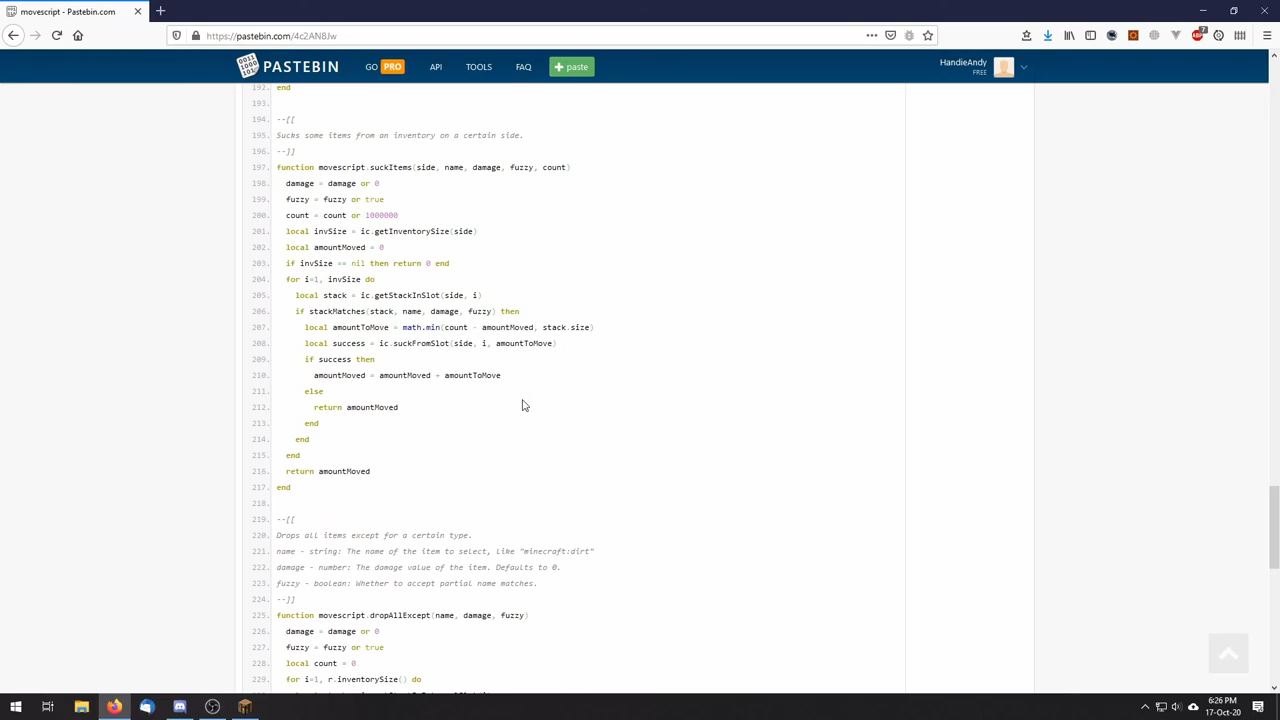 movescript - Pastebin.com
https://pastebin.com/4c2AN8Jw
PASTEBIN
GO PRO
API
TOOLS
FAQ
+ paste
HandieAndy
FREE
192. end
193.
194. --[[
195. Sucks some items from an inventory on a certain side.
196. --]]
197. function movescript.suckItems(side, name, damage, fuzzy, count)
198. damage = damage or 0
199. fuzzy = fuzzy or true
200. count = count or 1000000
201. local invSize = ic.getInventorySize(side)
202. local amountMoved = 0
203. if invSize == nil then return 0 end
204. for i=1, invSize do
205. local stack = ic.getStackInSlot(side, i)
206. if stackMatches(stack, name, damage, fuzzy) then
207. local amountToMove = math.min(count - amountMoved, stack.size)
208. local success = ic.suckFromSlot(side, i, amountToMove)
209. if success then
210. amountMoved = amountMoved + amountToMove
211. else
212. return amountMoved
213. end
214. end
215. end
216. return amountMoved
217. end
218.
219. --[[
220. Drops all items except for a certain type.
221. name - string: The name of the item to select, like "minecraft:dirt"
222. damage - number: The damage value of the item. Defaults to 0.
223. fuzzy - boolean: Whether to accept partial name matches.
224. --]]
225. function movescript.dropAllExcept(name, damage, fuzzy)
226. damage = damage or 0
227. fuzzy = fuzzy or true
228. local count = 0
229. for i=1, r.inventorySize() do
6:26 PM
17-Oct-20